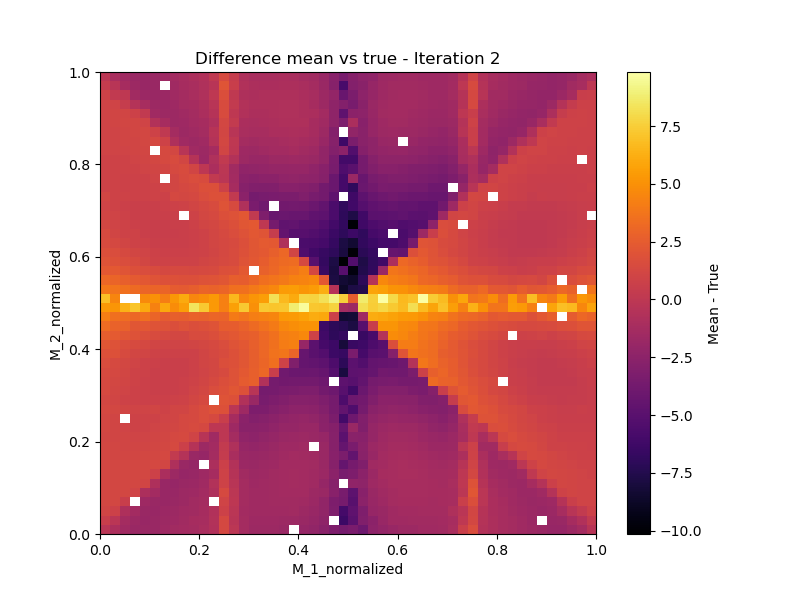 Difference mean vs true - Iteration 2
1.0
0.8
0.6
0.4
0.2
0.0
M_2_normalized
0.0 0.2 0.4 0.6 0.8 1.0
M_1_normalized
7.5
5.0
2.5
0.0
−2.5
−5.0
−7.5
−10.0
Mean - True